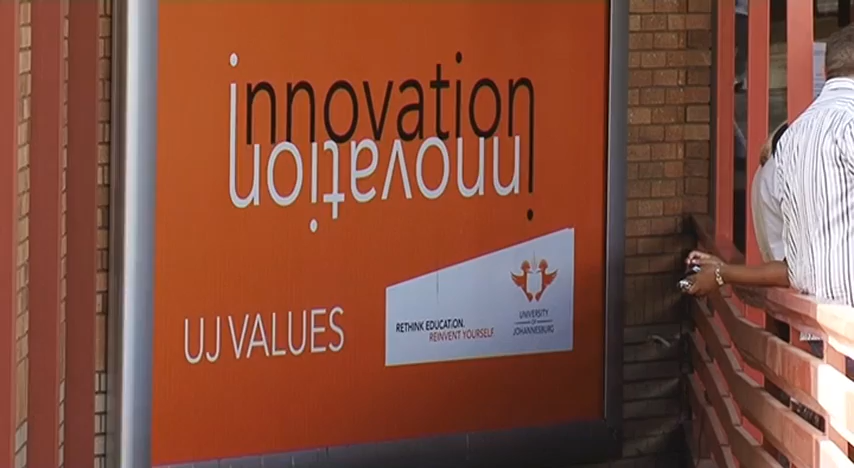 innovation
innovation
UJ VALUES
RETHINK EDUCATION.
REINVENT YOURSELF.
UNIVERSITY
OF
JOHANNESBURG